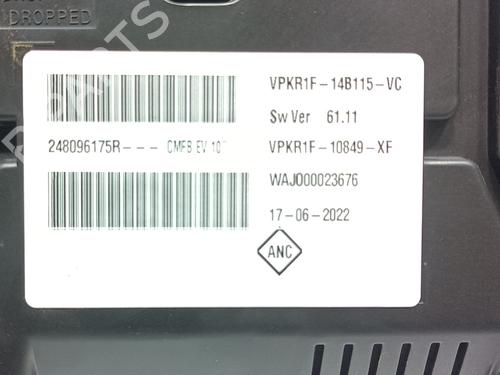 DROPPED
VPKR1F-14B115-VC
Sw Ver 61.11
248096175R--- CMFB EV 10"
VPKR1F-10849-XF
WAJ000023676
17-06-2022
ANC
PARTS